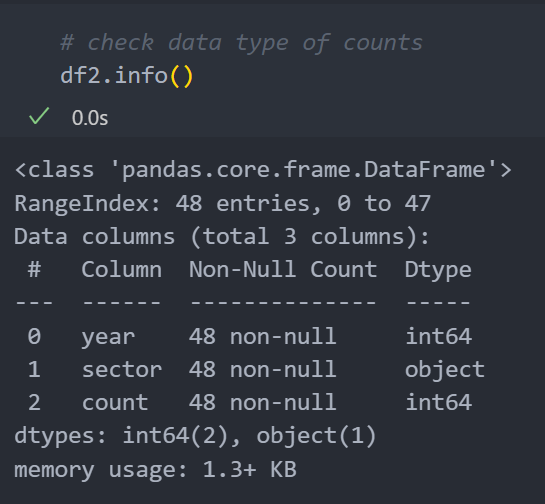 # check data type of counts
df2.info()
0.0s
<class 'pandas.core.frame.DataFrame'>
RangeIndex: 48 entries, 0 to 47
Data columns (total 3 columns):
 #   Column  Non-Null Count  Dtype
---  ------  --------------  -----
 0   year    48 non-null     int64
 1   sector  48 non-null     object
 2   count   48 non-null     int64
dtypes: int64(2), object(1)
memory usage: 1.3+ KB